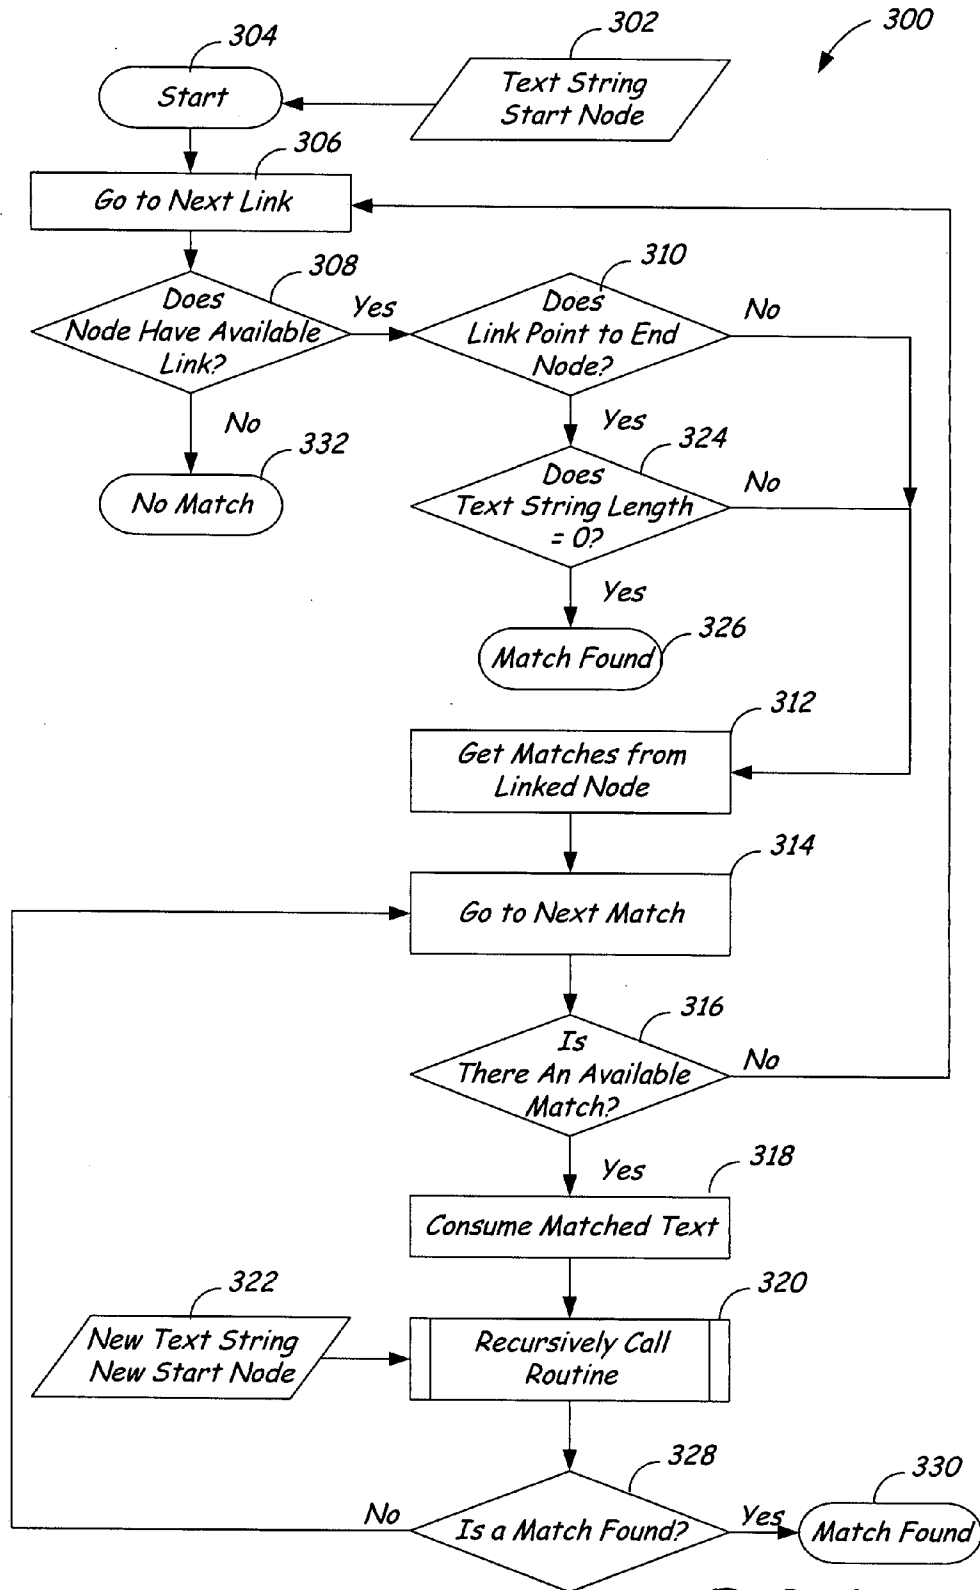 300
304
302
Start
Text String
Start Node
306
Go to Next Link
308
310
Does
Node Have Available
Link?
Yes
Does
Link Point to End
Node?
No
No
Yes
332
324
No Match
Does
Text String Length
= 0?
No
Yes
326
Match Found
312
Get Matches from
Linked Node
314
Go to Next Match
316
Is
There An Available
Match?
No
Yes
318
Consume Matched Text
322
320
New Text String
New Start Node
Recursively Call
Routine
328
330
No
Is a Match Found?
Yes
Match Found